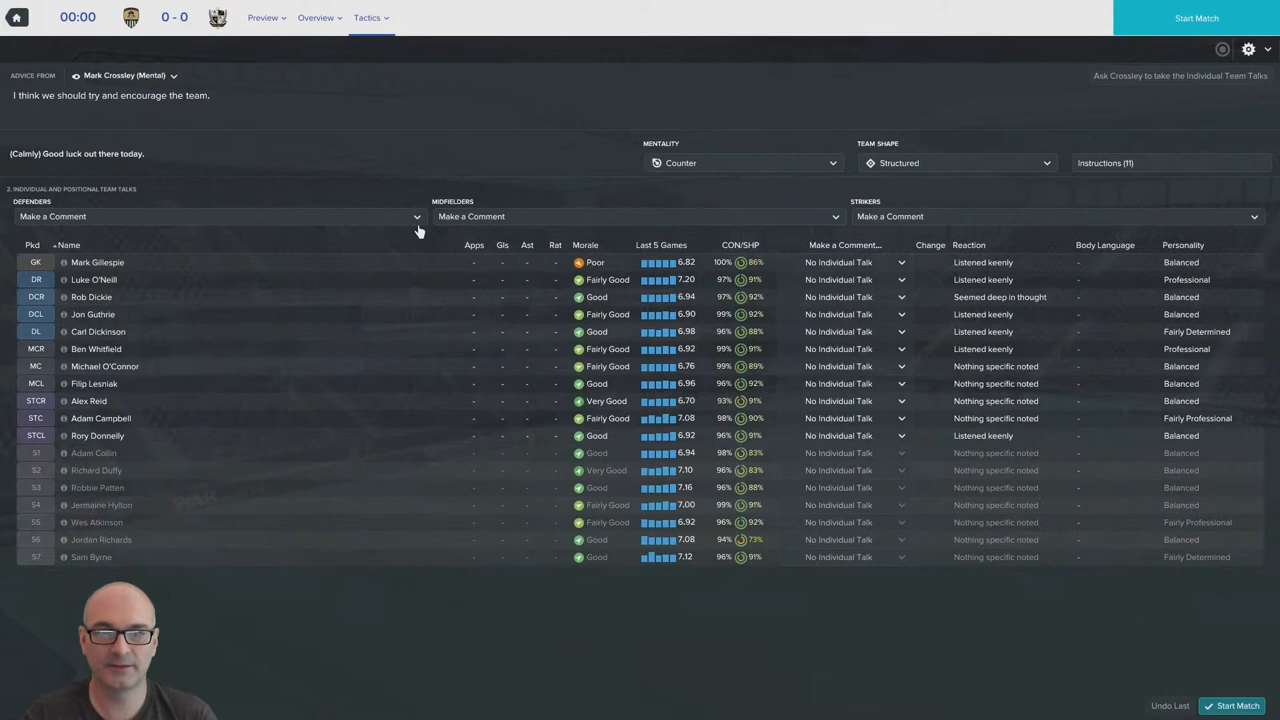 00:00 0 - 0 Preview Overview Tactics Start Match
ADVICE FROM Mark Crossley (Mental) Ask Crossley to take the Individual Team Talks
I think we should try and encourage the team.
MENTALITY TEAM SHAPE
(Calmly) Good luck out there today. Counter Structured Instructions (11)
2. INDIVIDUAL AND POSITIONAL TEAM TALKS
DEFENDERS MIDFIELDERS STRIKERS
Make a Comment Make a Comment Make a Comment
Pkd Name Apps Gls Ast Rat Morale Last 5 Games CON/SHP Make a Comment... Change Reaction Body Language Personality
GK Mark Gillespie - - - - Poor 6.82 100% 86% No Individual Talk Listened keenly - Balanced
DR Luke O'Neill - - - - Fairly Good 7.20 97% 91% No Individual Talk Listened keenly - Professional
DCR Rob Dickie - - - - Good 6.94 97% 92% No Individual Talk Seemed deep in thought - Balanced
DCL Jon Guthrie - - - - Fairly Good 6.90 99% 92% No Individual Talk Listened keenly - Balanced
DL Carl Dickinson - - - - Good 6.98 96% 88% No Individual Talk Listened keenly - Fairly Determined
MCR Ben Whitfield - - - - Fairly Good 6.92 99% 91% No Individual Talk Listened keenly - Professional
MC Michael O'Connor - - - - Fairly Good 6.76 99% 89% No Individual Talk Nothing specific noted - Balanced
MCL Filip Lesniak - - - - Good 6.96 96% 92% No Individual Talk Nothing specific noted - Balanced
STCR Alex Reid - - - - Very Good 6.70 93% 91% No Individual Talk Nothing specific noted - Balanced
STC Adam Campbell - - - - Fairly Good 7.08 98% 90% No Individual Talk Nothing specific noted - Fairly Professional
STCL Rory Donnelly - - - - Good 6.92 96% 91% No Individual Talk Listened keenly - Balanced
S1 Adam Collin - - - - Good 6.94 98% 83% No Individual Talk Nothing specific noted - Balanced
S2 Richard Duffy - - - - Very Good 7.10 96% 83% No Individual Talk Nothing specific noted - Balanced
S3 Robbie Patten - - - - Good 7.16 96% 88% No Individual Talk Nothing specific noted - Balanced
S4 Jermaine Hylton - - - - Fairly Good 7.00 99% 91% No Individual Talk Nothing specific noted - Balanced
S5 Wes Atkinson - - - - Fairly Good 6.92 96% 92% No Individual Talk Nothing specific noted - Fairly Professional
S6 Jordan Richards - - - - Good 7.08 94% 73% No Individual Talk Nothing specific noted - Balanced
S7 Sam Byrne - - - - Good 7.12 96% 91% No Individual Talk Nothing specific noted - Fairly Determined
Undo Last Start Match